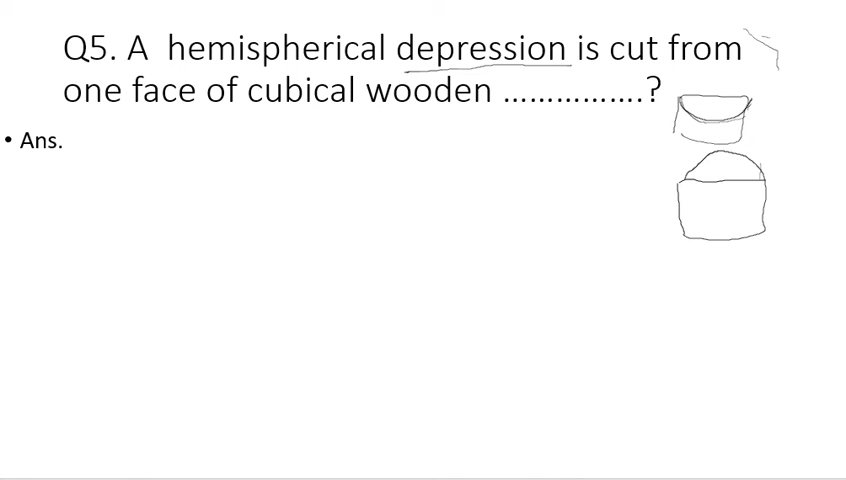 Q5. A hemispherical depression is cut from
one face of cubical wooden …………….?
• Ans.